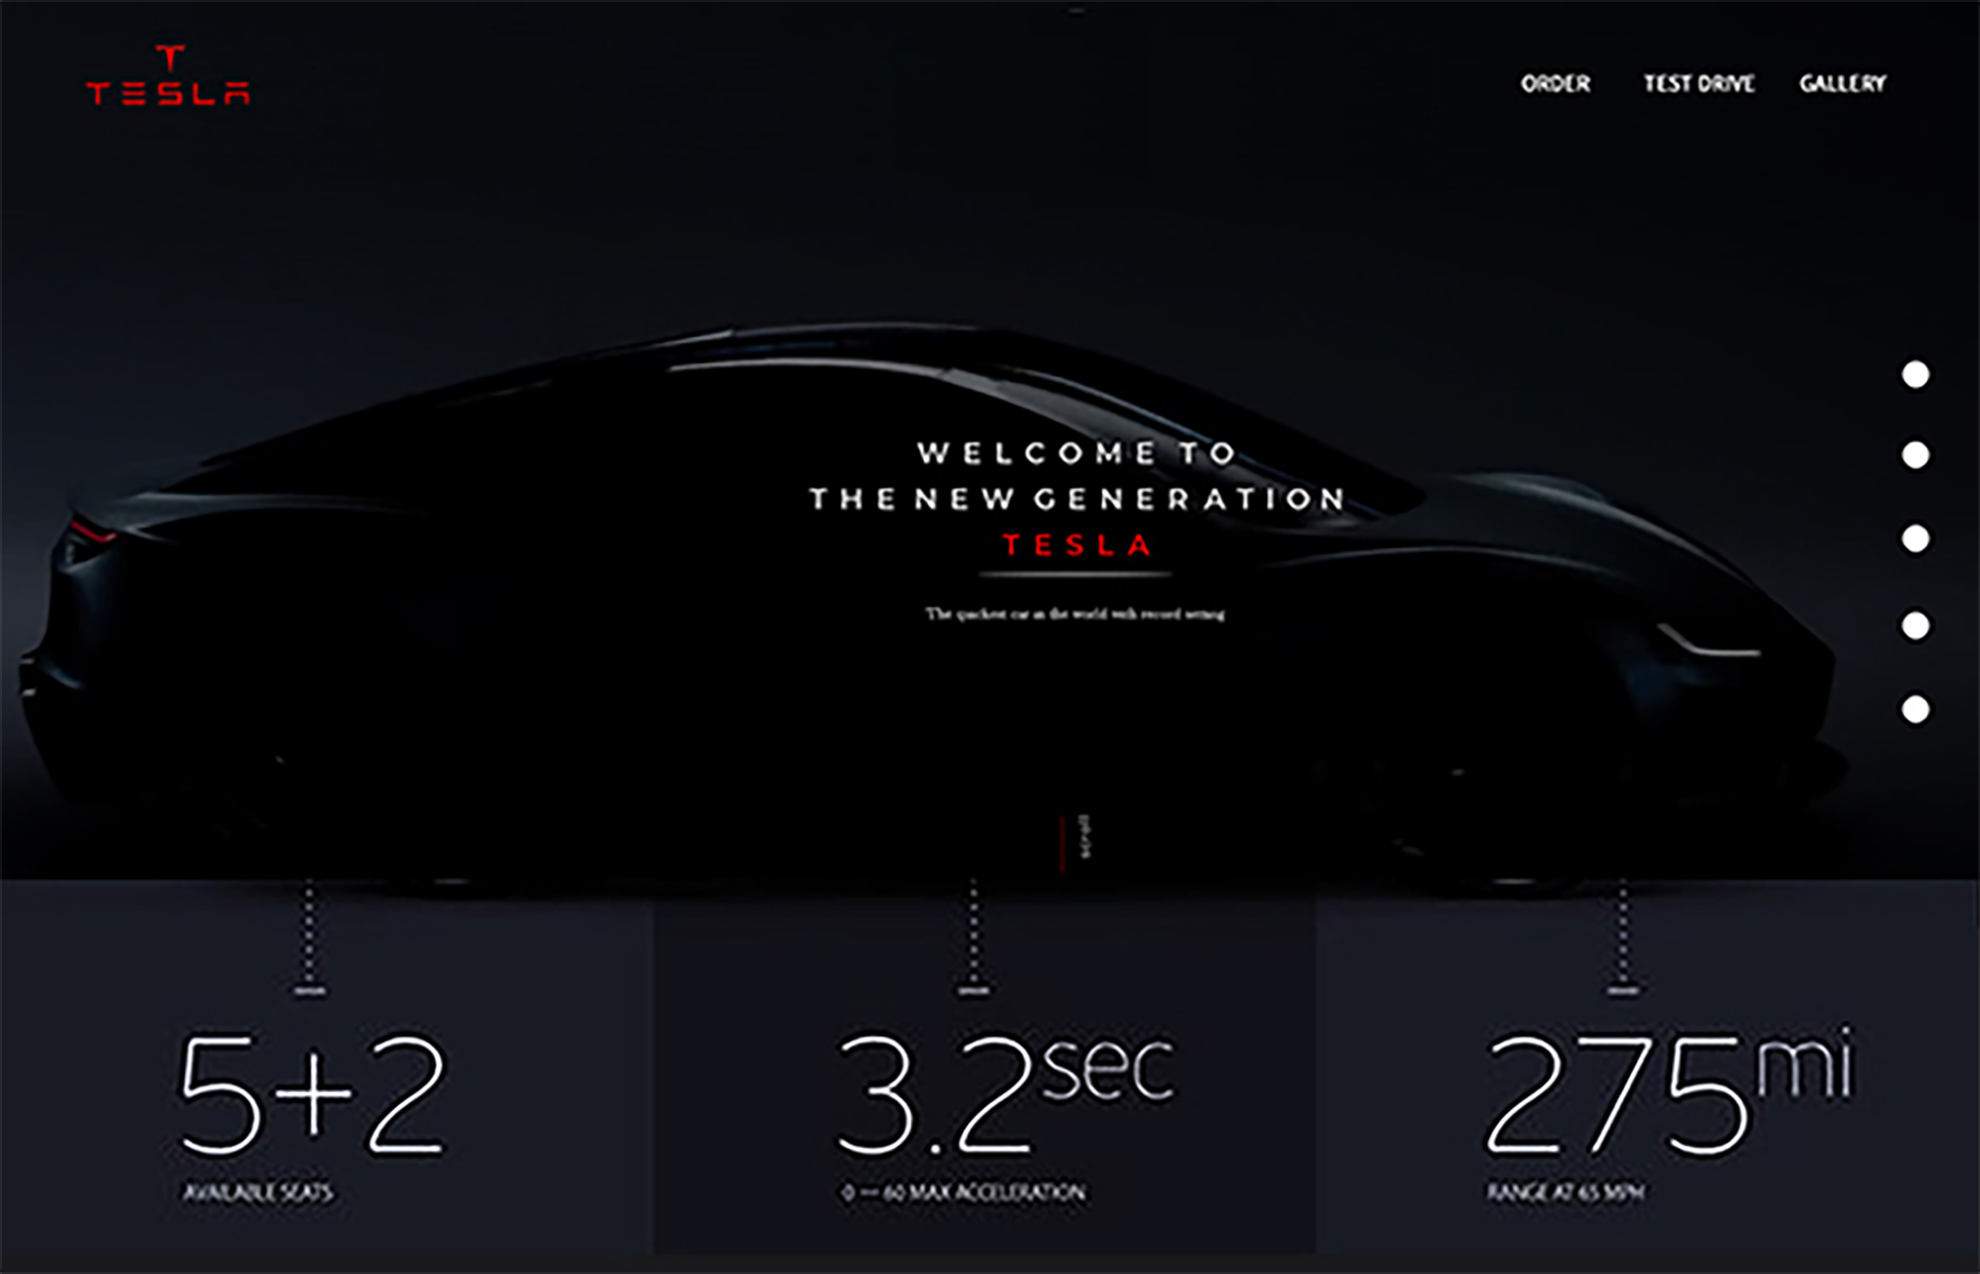 TESLA
ORDER TEST DRIVE GALLERY
WELCOME TO
THE NEW GENERATION
TESLA
The quickest car in the world with record setting
scroll
5+2
AVAILABLE SEATS
3.2sec
0 — 60 MAX ACCELERATION
275mi
RANGE AT 65 MPH